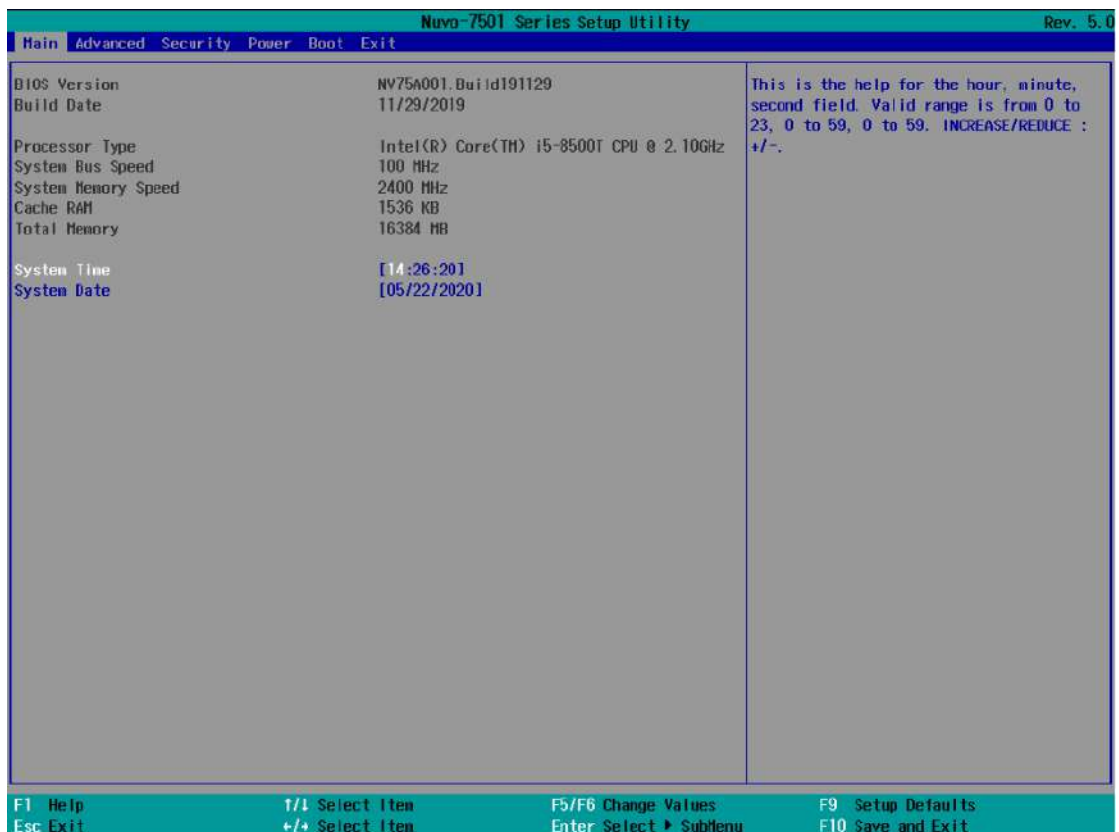 Nuvo-7501 Series Setup Utility Rev. 5.0
Main Advanced Security Power Boot Exit
BIOS Version NV75A001.Build191129
Build Date 11/29/2019
Processor Type Intel(R) Core(TM) i5-8500T CPU @ 2.10GHz
System Bus Speed 100 MHz
System Memory Speed 2400 MHz
Cache RAM 1536 KB
Total Memory 16384 MB
System Time [14:26:20]
System Date [05/22/2020]
This is the help for the hour, minute,
second field. Valid range is from 0 to
23, 0 to 59, 0 to 59. INCREASE/REDUCE :
+/-.
F1 Help ↑/↓ Select Item F5/F6 Change Values F9 Setup Defaults
Esc Exit ←/→ Select Item Enter Select ▶ SubMenu F10 Save and Exit